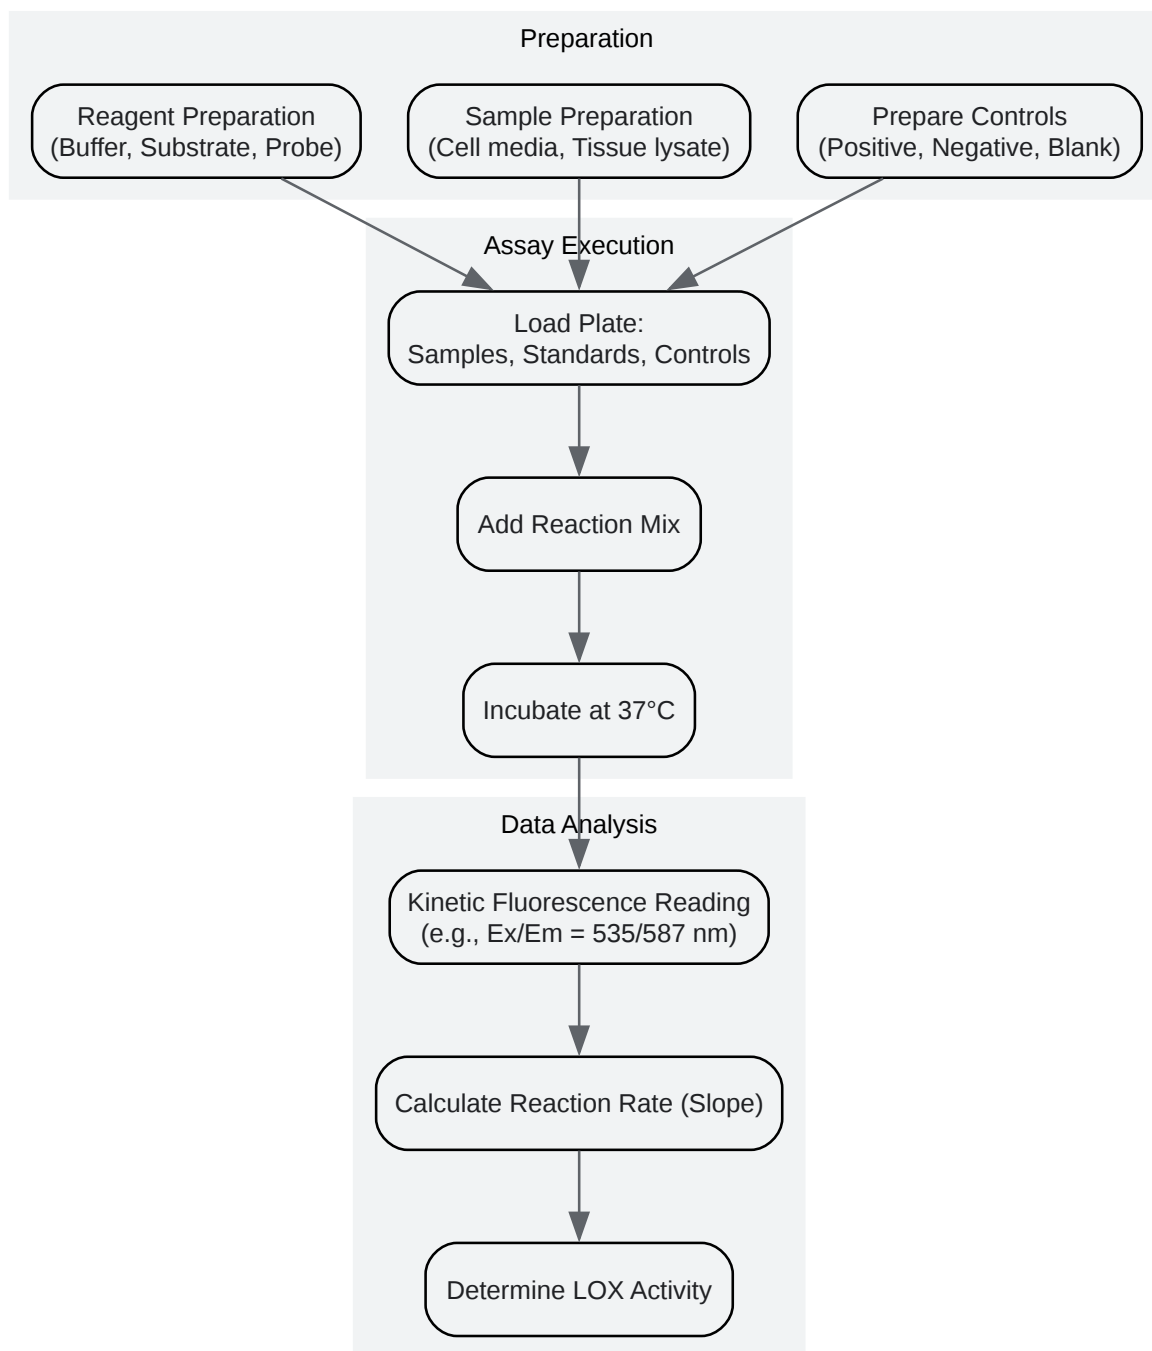 Preparation
Reagent Preparation
(Buffer, Substrate, Probe)
Sample Preparation
(Cell media, Tissue lysate)
Prepare Controls
(Positive, Negative, Blank)
Assay Execution
Load Plate:
Samples, Standards, Controls
Add Reaction Mix
Incubate at 37°C
Data Analysis
Kinetic Fluorescence Reading
(e.g., Ex/Em = 535/587 nm)
Calculate Reaction Rate (Slope)
Determine LOX Activity